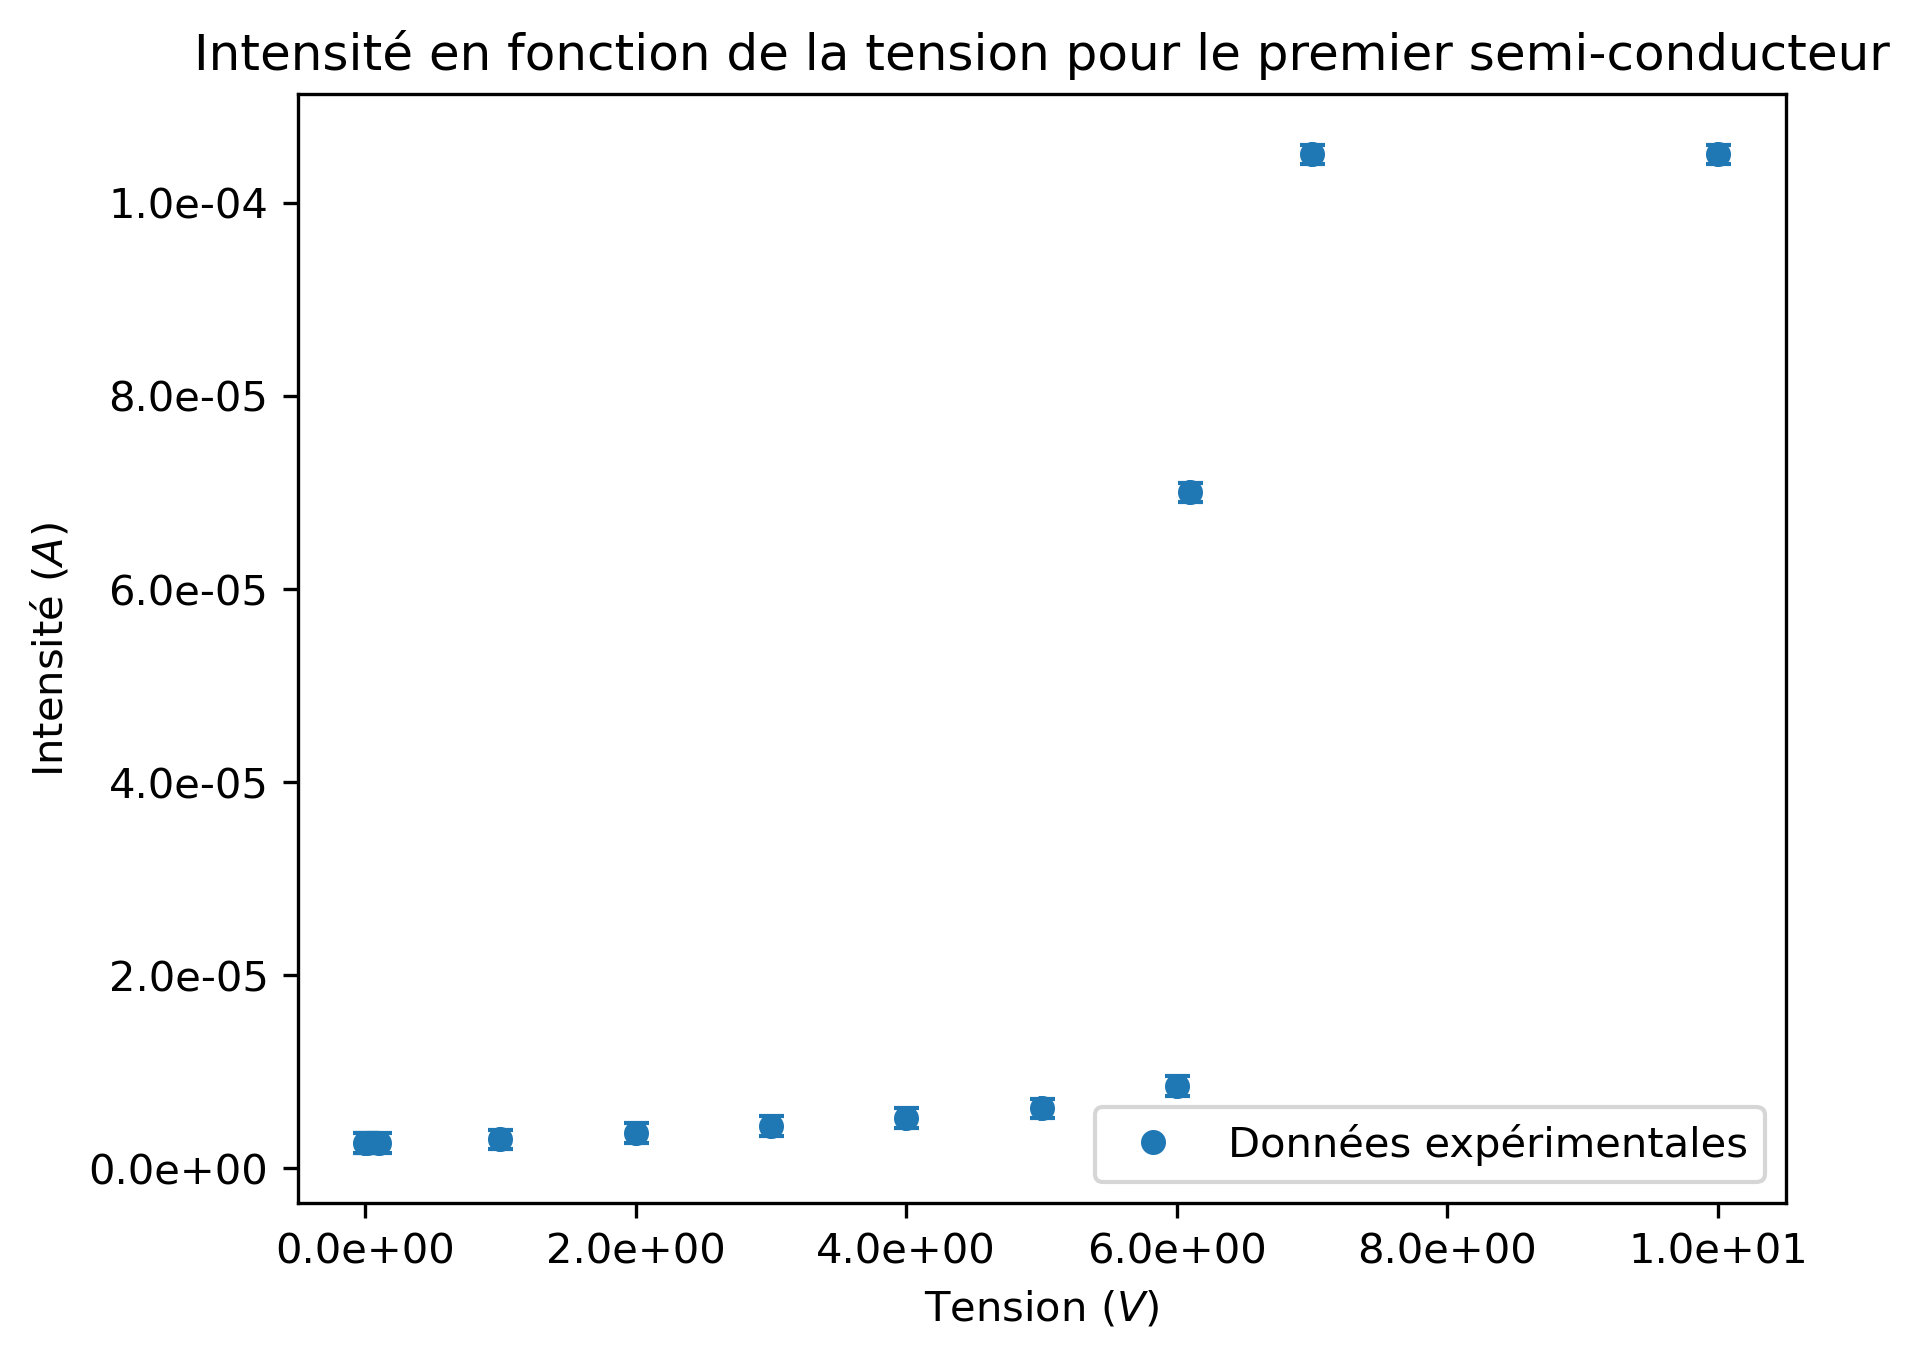 Intensité en fonction de la tension pour le premier semi-conducteur
1.0e-04
8.0e-05
6.0e-05
4.0e-05
2.0e-05
0.0e+00
Intensité (A)
Données expérimentales
0.0e+00 2.0e+00 4.0e+00 6.0e+00 8.0e+00 1.0e+01
Tension (V)